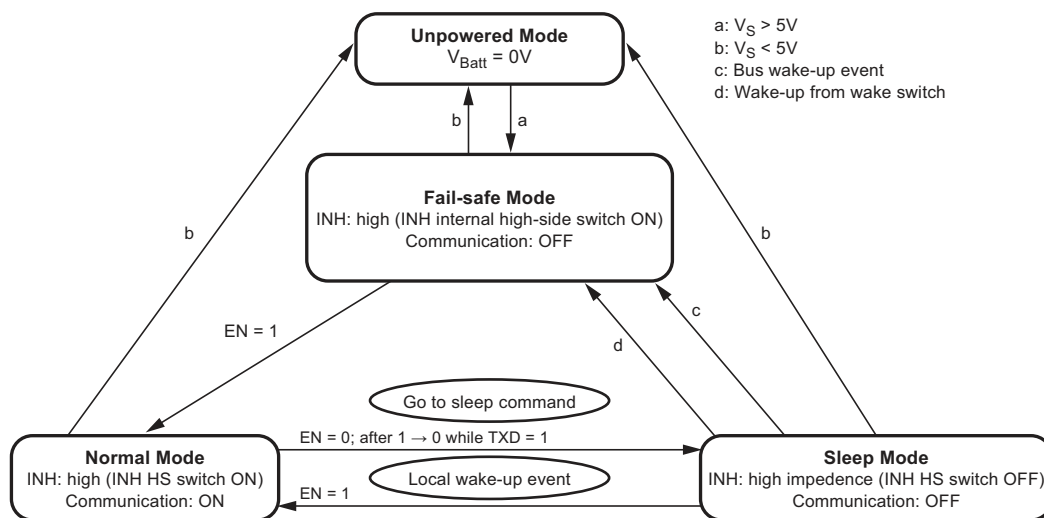 Unpowered Mode
V_Batt = 0V
a: V_S > 5V
b: V_S < 5V
c: Bus wake-up event
d: Wake-up from wake switch
b
a
Fail-safe Mode
INH: high (INH internal high-side switch ON)
Communication: OFF
b
b
EN = 1
d
c
Go to sleep command
EN = 0; after 1 → 0 while TXD = 1
Normal Mode
INH: high (INH HS switch ON)
Communication: ON
Local wake-up event
EN = 1
Sleep Mode
INH: high impedence (INH HS switch OFF)
Communication: OFF